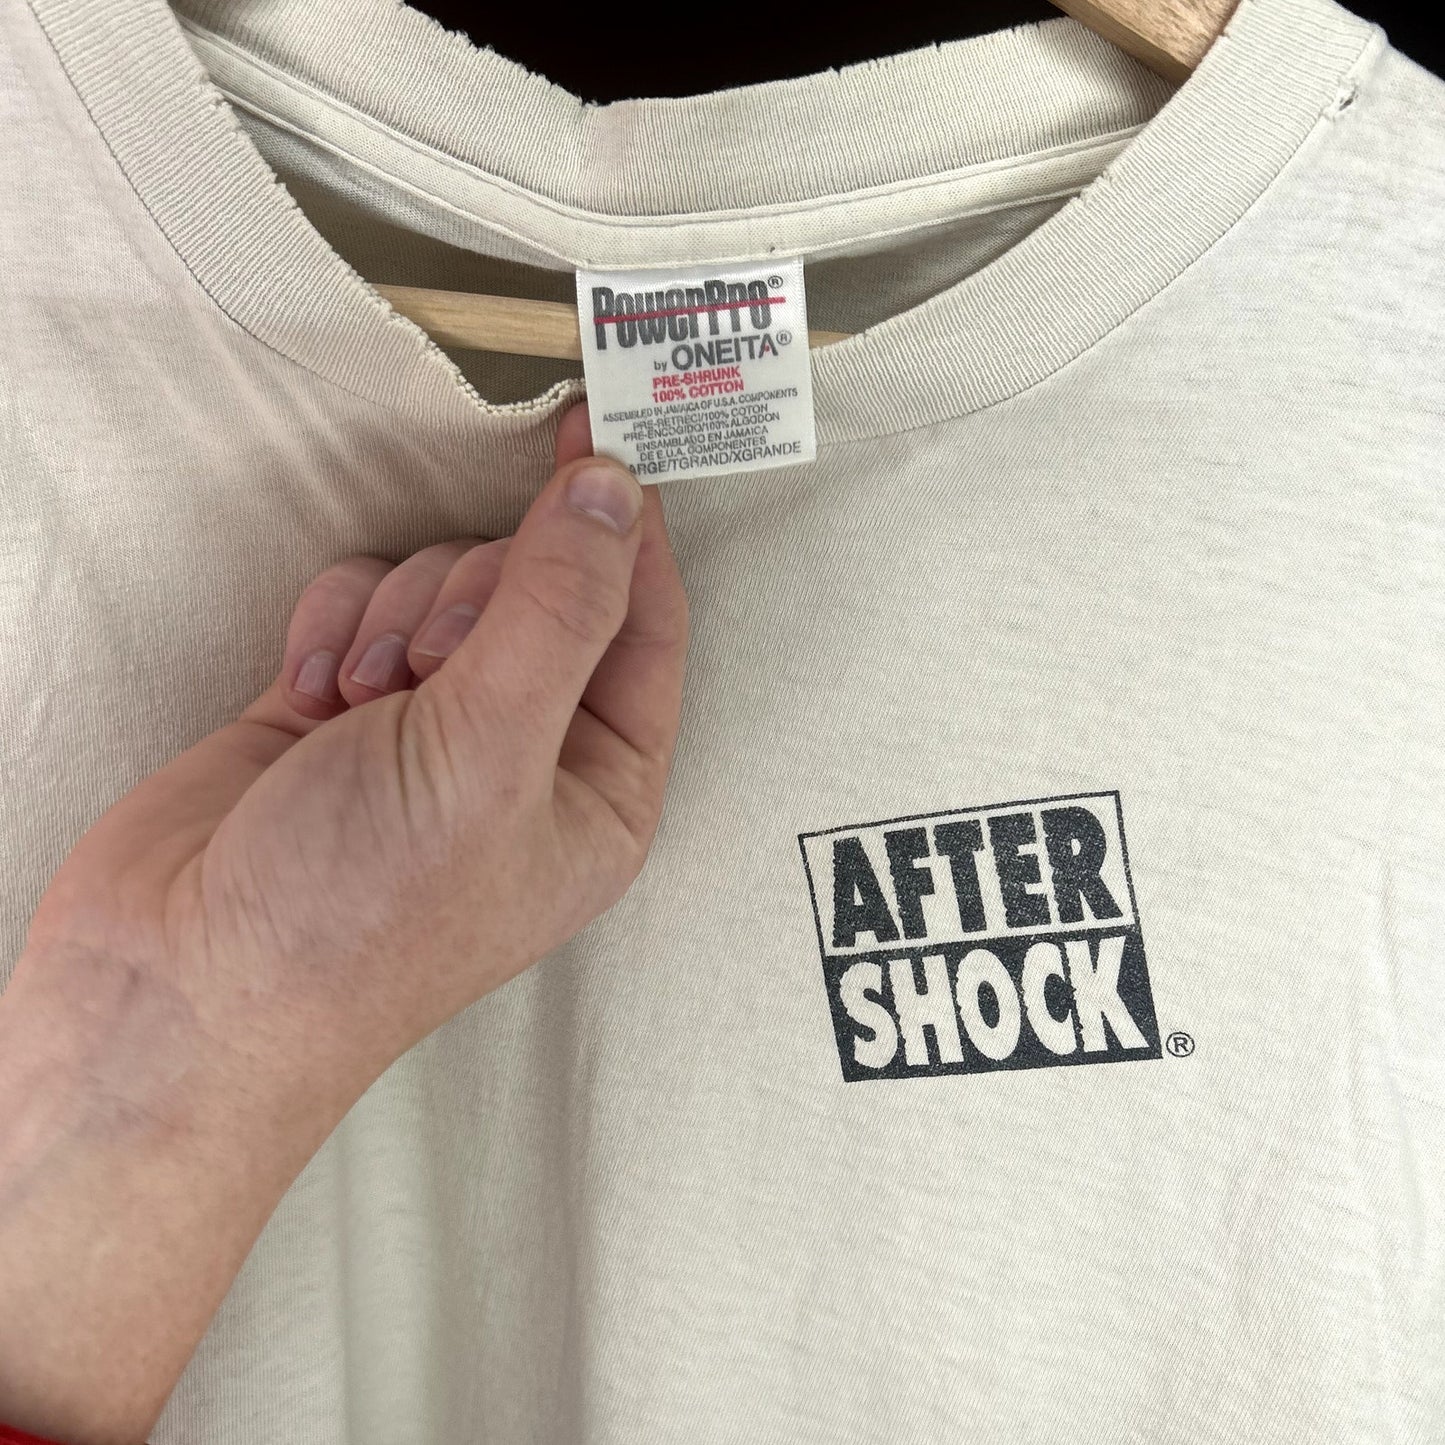 PowerPro®
by ONEITA®
PRE-SHRUNK
100% COTTON
ASSEMBLED IN JAMAICA OF U.S.A. COMPONENTS
PRE-RETRECI/100% COTON
PRE-ENCOGIDO/100% ALGODON
ENSAMBLADO EN JAMAICA
DE E.U.A. COMPONENTES
ARGE/TGRAND/XGRANDE
AFTER
SHOCK®